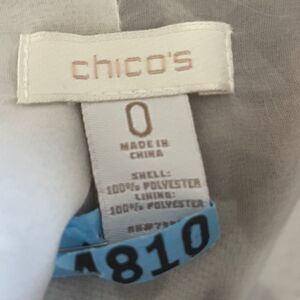 chico's
0
MADE IN
CHINA
SHELL:
100% POLYESTER
LINING:
100% POLYESTER
A810